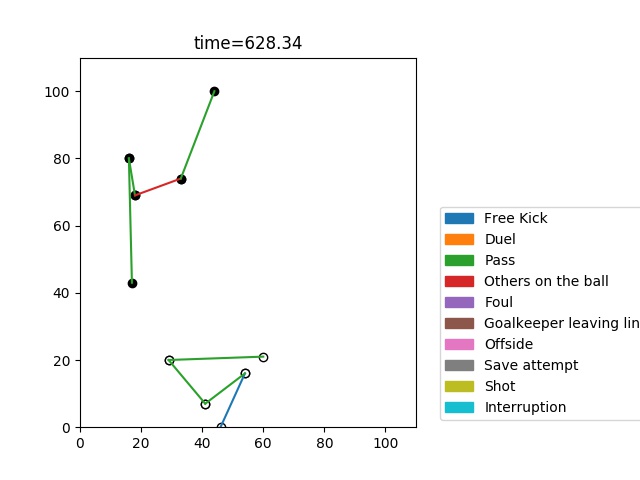 time=628.34
100
80
60
40
20
0
0 20 40 60 80 100
Free Kick
Duel
Pass
Others on the ball
Foul
Goalkeeper leaving lin
Offside
Save attempt
Shot
Interruption